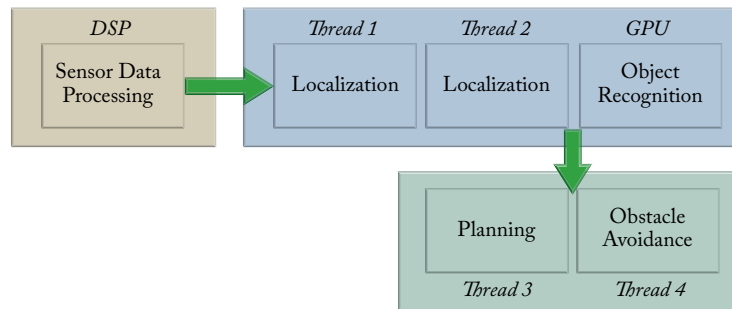 DSP
Sensor Data
Processing
Thread 1
Localization
Thread 2
Localization
GPU
Object
Recognition
Planning
Thread 3
Obstacle
Avoidance
Thread 4